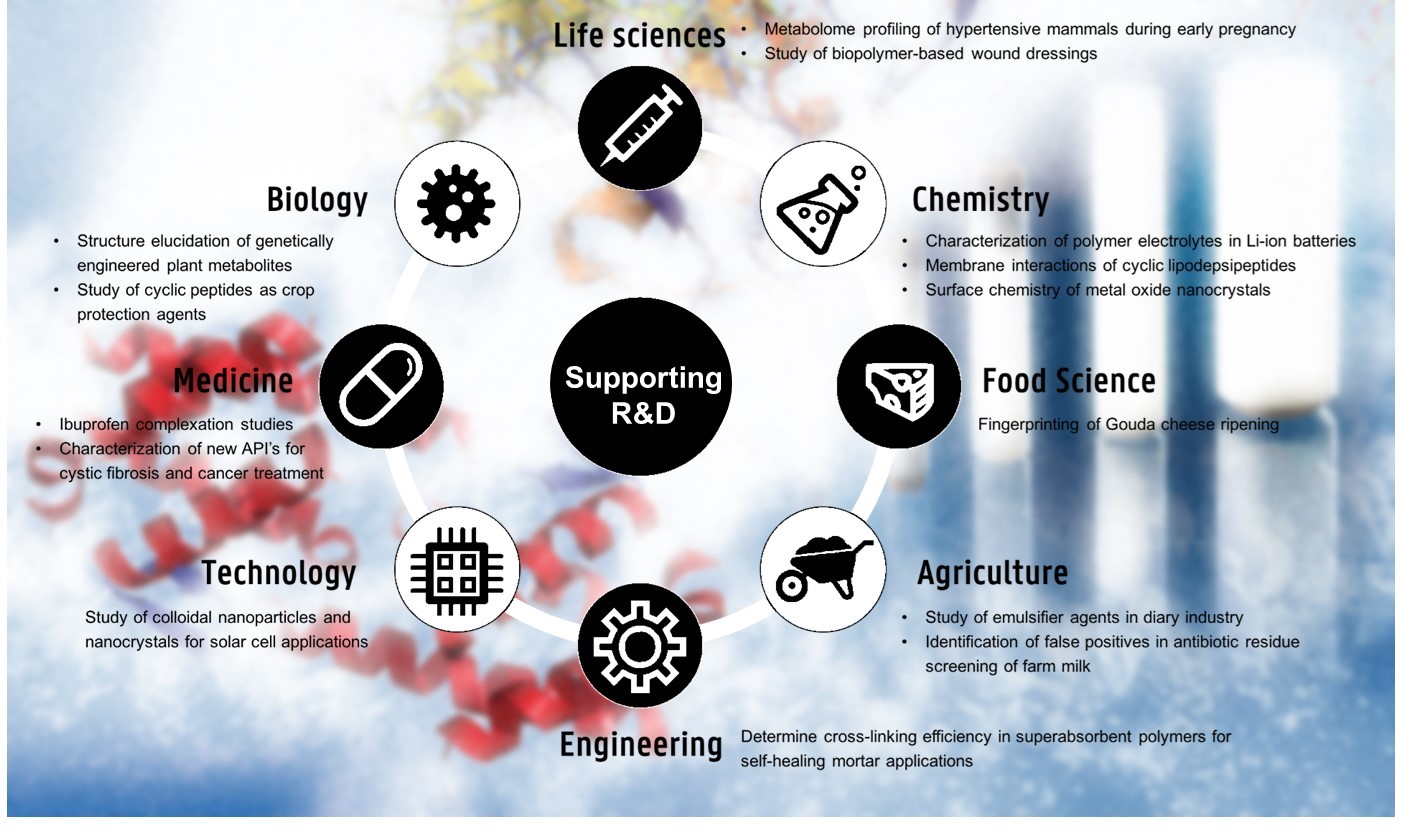 Life sciences
• Metabolome profiling of hypertensive mammals during early pregnancy
• Study of biopolymer-based wound dressings
Biology
• Structure elucidation of genetically
engineered plant metabolites
• Study of cyclic peptides as crop
protection agents
Chemistry
• Characterization of polymer electrolytes in Li-ion batteries
• Membrane interactions of cyclic lipodepsipeptides
• Surface chemistry of metal oxide nanocrystals
Supporting
R&D
Medicine
• Ibuprofen complexation studies
• Characterization of new API's for
cystic fibrosis and cancer treatment
Food Science
Fingerprinting of Gouda cheese ripening
Technology
Study of colloidal nanoparticles and
nanocrystals for solar cell applications
Agriculture
• Study of emulsifier agents in diary industry
• Identification of false positives in antibiotic residue
screening of farm milk
Engineering
Determine cross-linking efficiency in superabsorbent polymers for
self-healing mortar applications